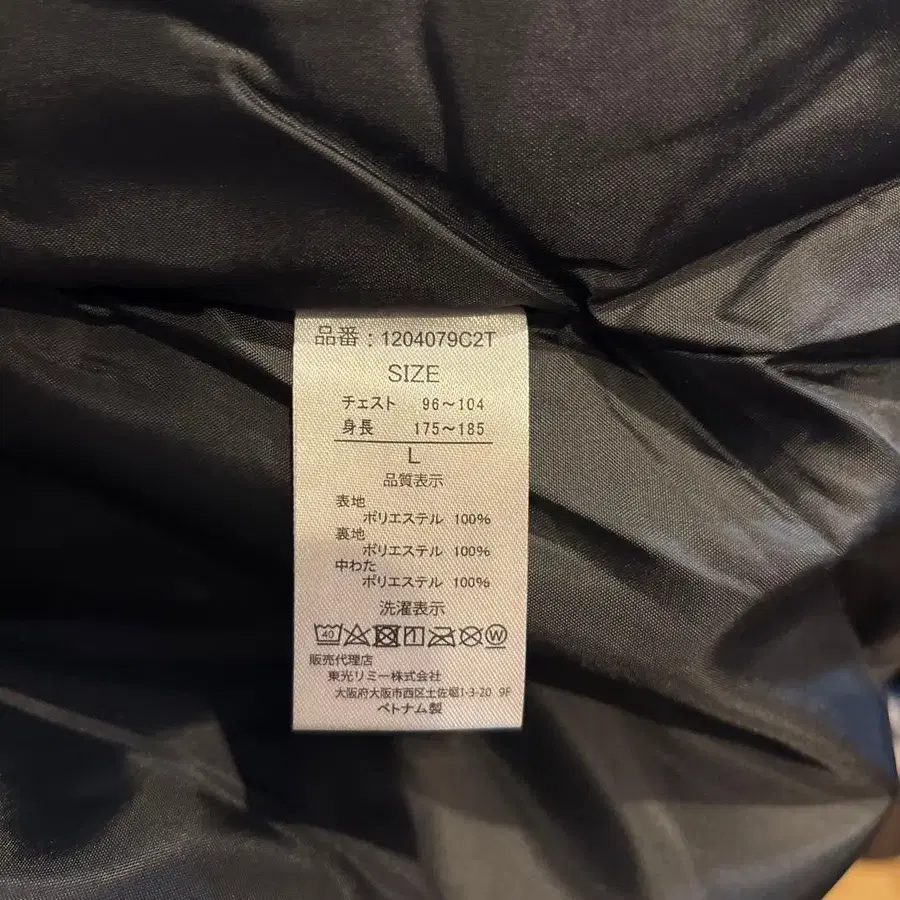 品番：1204079C2T
SIZE
チェスト 96～104
身長 175～185
L
品質表示
表地
ポリエステル 100%
裏地
ポリエステル 100%
中わた
ポリエステル 100%
洗濯表示
40 W
販売代理店
東光リミー株式会社
大阪府大阪市西区土佐堀1-3-20 9F
ベトナム製